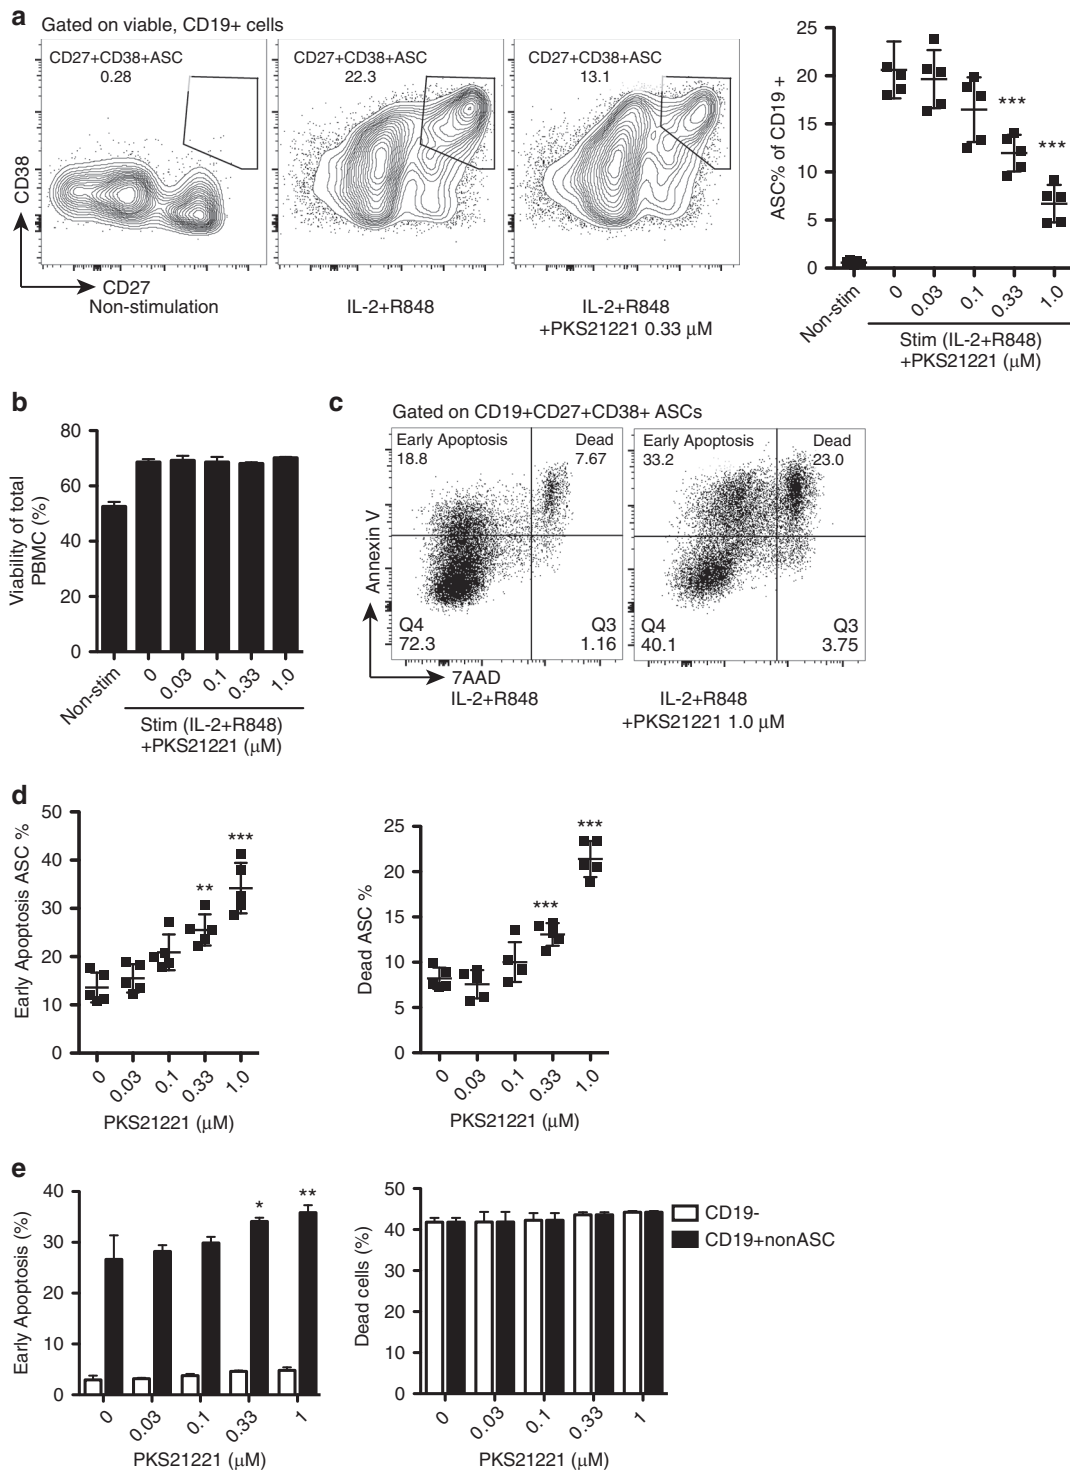 a
Gated on viable, CD19+ cells
CD27+CD38+ASC
0.28
CD27+CD38+ASC
22.3
CD27+CD38+ASC
13.1
CD38
CD27
Non-stimulation
IL-2+R848
IL-2+R848
+PKS21221 0.33 μM
ASC% of CD19 +
25
20
15
10
5
0
***
***
Non-stim
0
0.03
0.1
0.33
1.0
Stim (IL-2+R848)
+PKS21221 (μM)
b
Viability of total
PBMC (%)
80
60
40
20
0
Non-stim
0
0.03
0.1
0.33
1.0
Stim (IL-2+R848)
+PKS21221 (μM)
c
Gated on CD19+CD27+CD38+ ASCs
Early Apoptosis
18.8
Dead
7.67
Q4
72.3
Q3
1.16
Early Apoptosis
33.2
Dead
23.0
Q4
40.1
Q3
3.75
Annexin V
7AAD
IL-2+R848
IL-2+R848
+PKS21221 1.0 μM
d
Early Apoptosis ASC %
50
40
30
20
10
0
**
***
0
0.03
0.1
0.33
1.0
PKS21221 (μM)
Dead ASC %
25
20
15
10
5
0
***
***
0
0.03
0.1
0.33
1.0
PKS21221 (μM)
e
Early Apoptosis (%)
40
30
20
10
0
*
**
0
0.03
0.1
0.33
1
PKS21221 (μM)
Dead cells (%)
50
40
30
20
10
0
0
0.03
0.1
0.33
1
PKS21221 (μM)
CD19-
CD19+nonASC